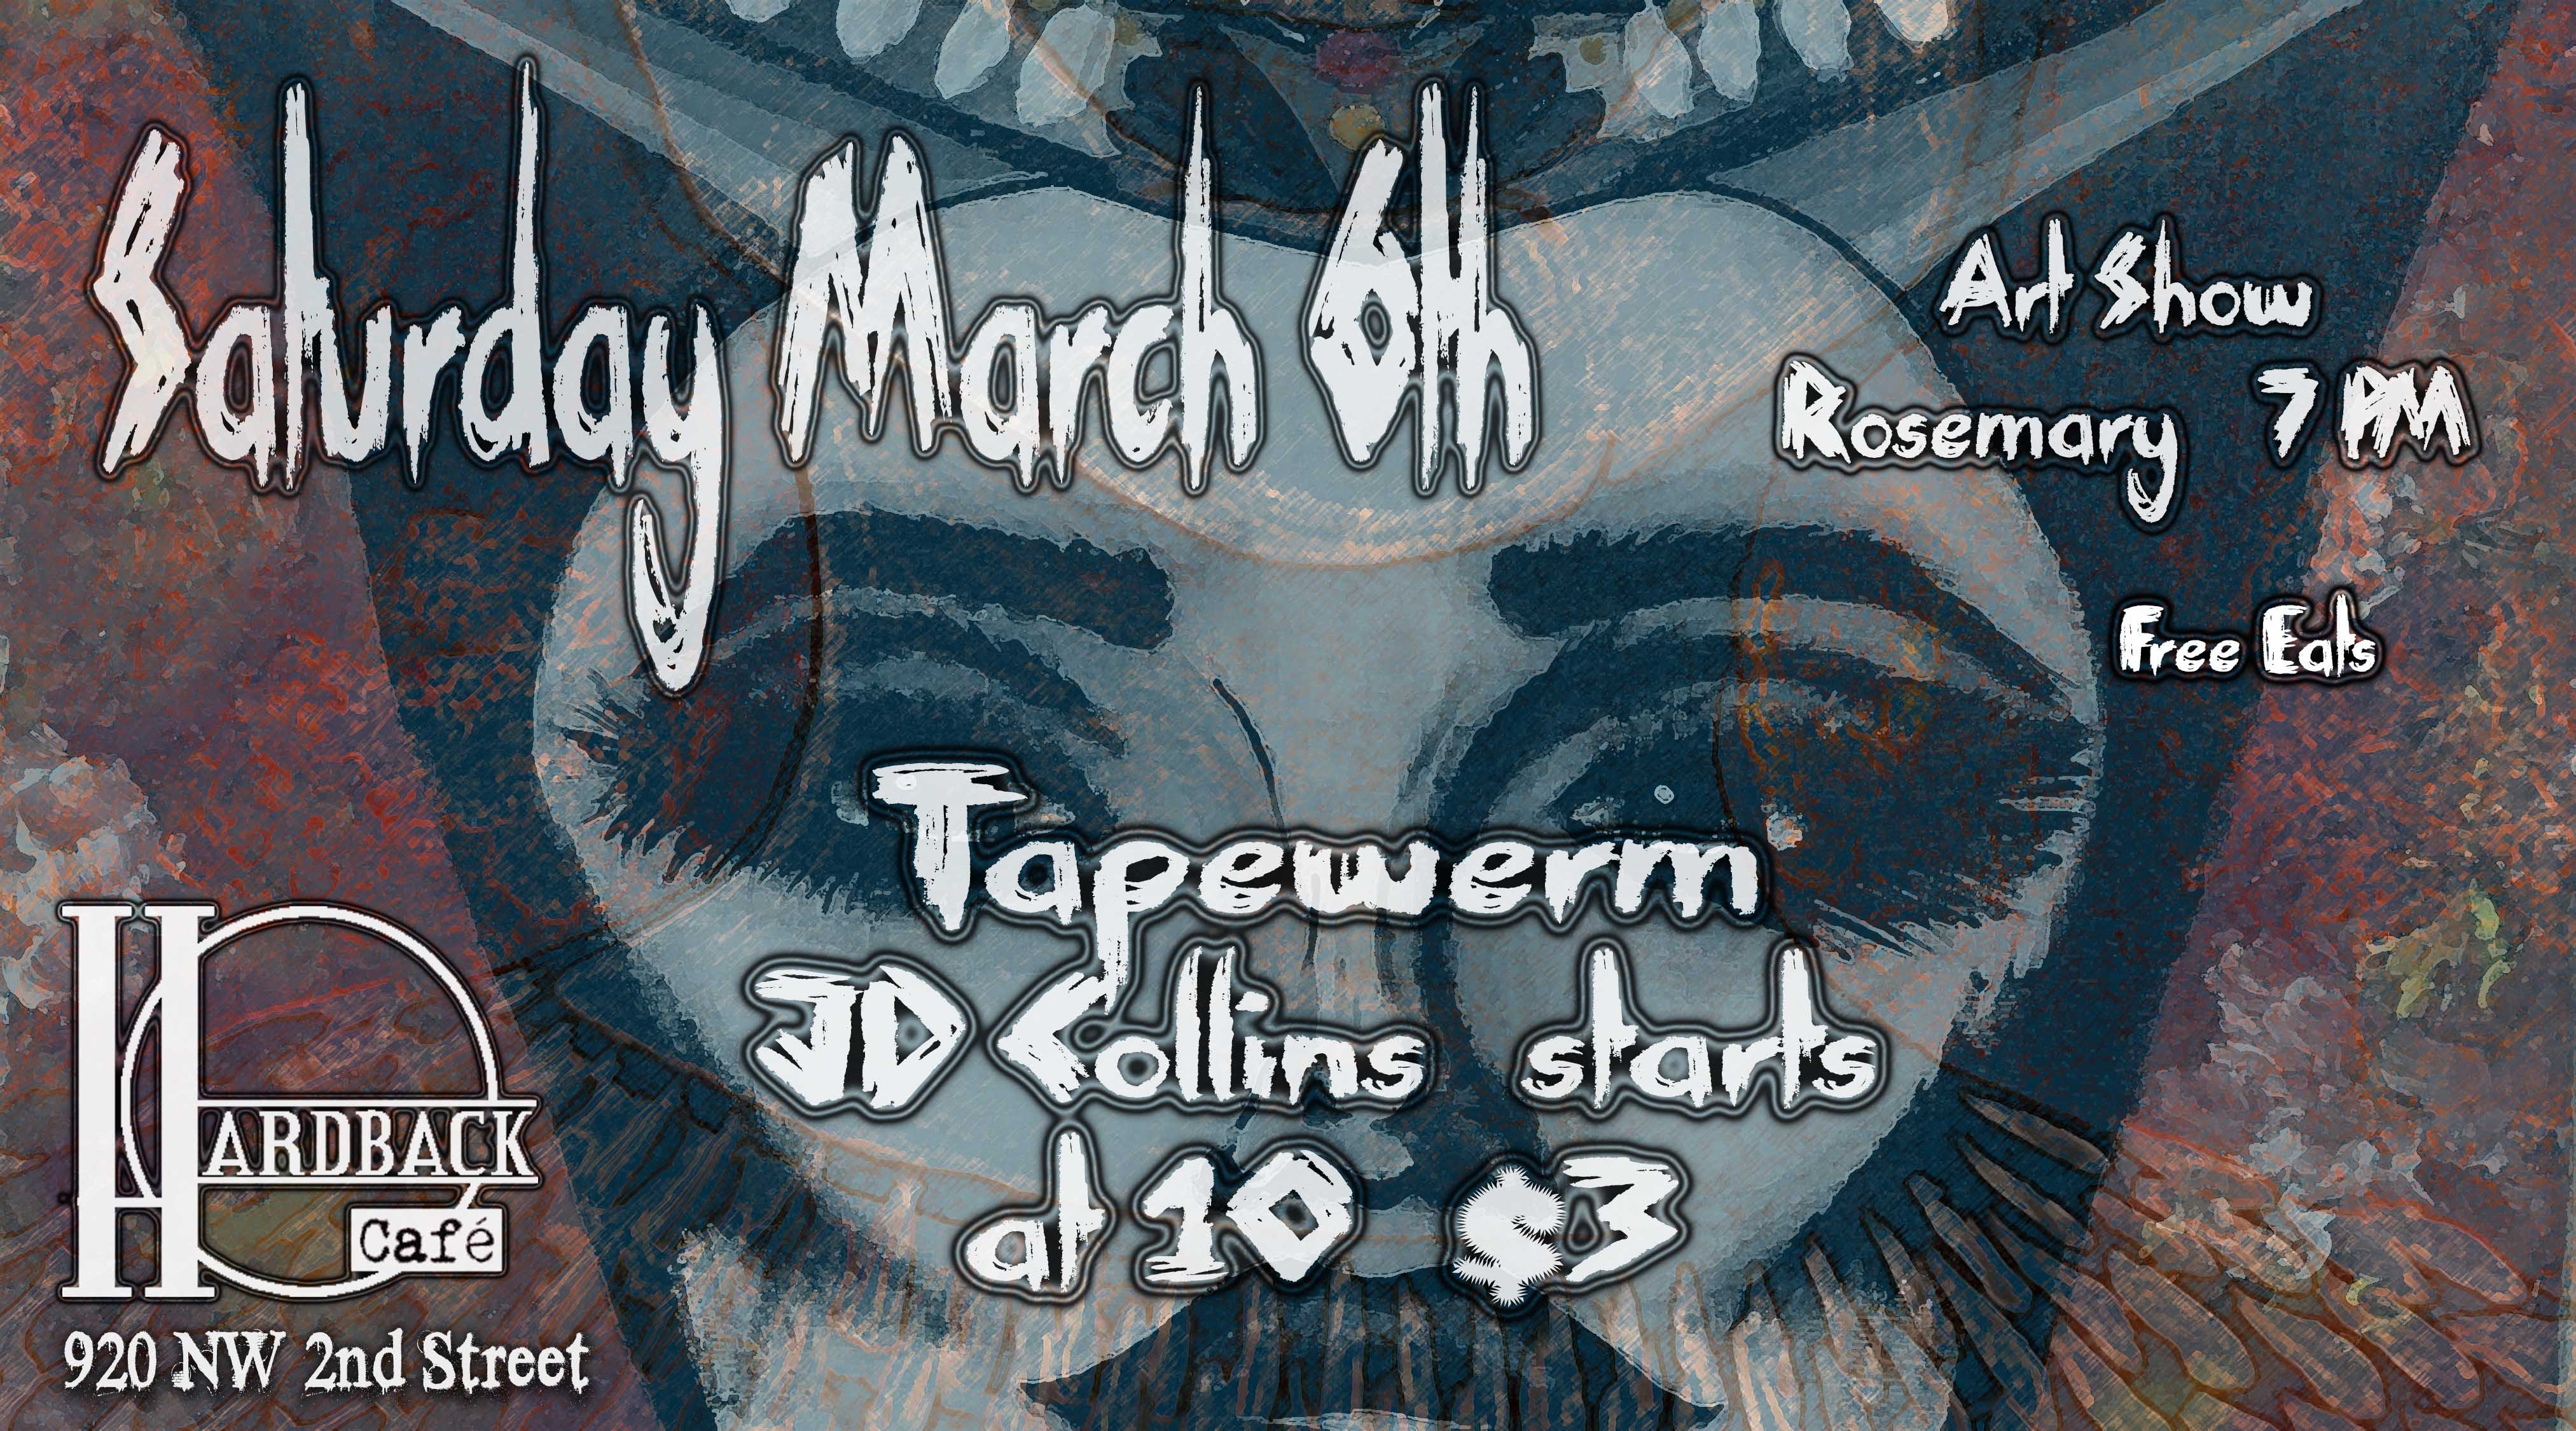 Saturday March 6th
Art Show
Rosemary 7 PM
Free Eats
Tapewerm
JD Collins starts
at 10 $3
HARDBACK
Café
920 NW 2nd Street